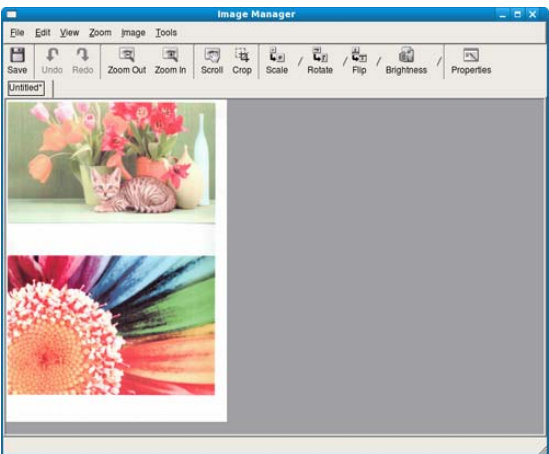 Image Manager
File Edit View Zoom Image Tools
Save Undo Redo Zoom Out Zoom In Scroll Crop Scale / Rotate / Flip / Brightness / Properties
Untitled*